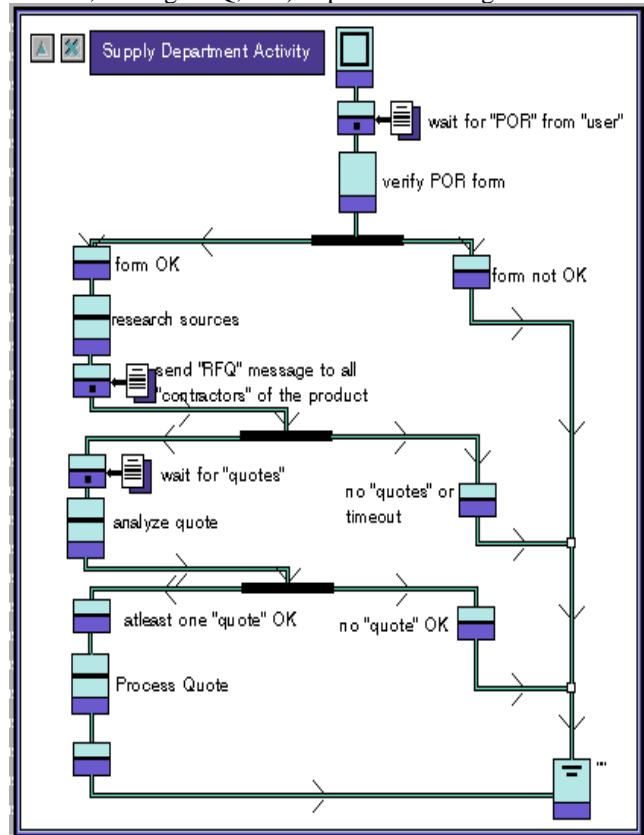 Supply Department Activity
wait for "POR" from "user"
verify POR form
form OK
form not OK
research sources
send "RFQ" message to all
"contractors" of the product
wait for "quotes"
no "quotes" or
timeout
analyze quote
atleast one "quote" OK
no "quote" OK
Process Quote